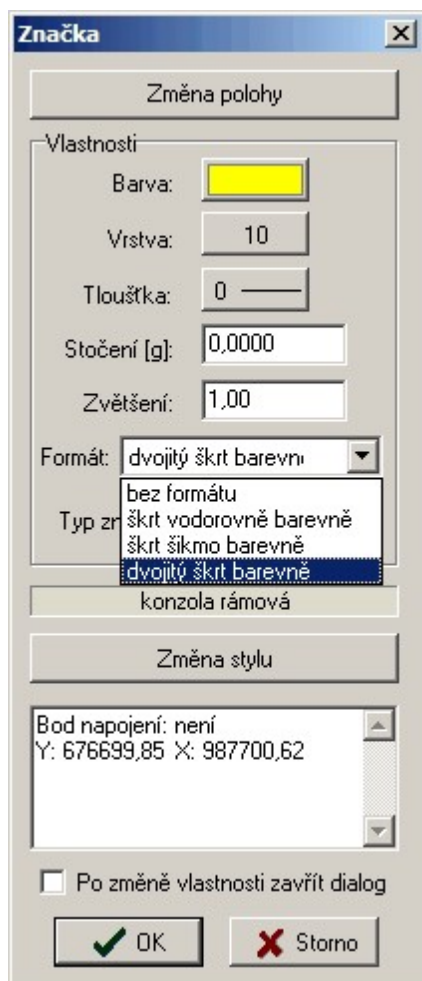 Značka
Změna polohy
Vlastnosti
Barva:
Vrstva: 10
Tloušťka: 0
Stočení [g]: 0,0000
Zvětšení: 1,00
Formát: dvojitý škrt barevn
bez formátu
Typ zn škrt vodorovně barevně
škrt šikmo barevně
dvojitý škrt barevně
konzola rámová
Změna stylu
Bod napojení: není
Y: 676699,85 X: 987700,62
Po změně vlastnosti zavřít dialog
OK Storno